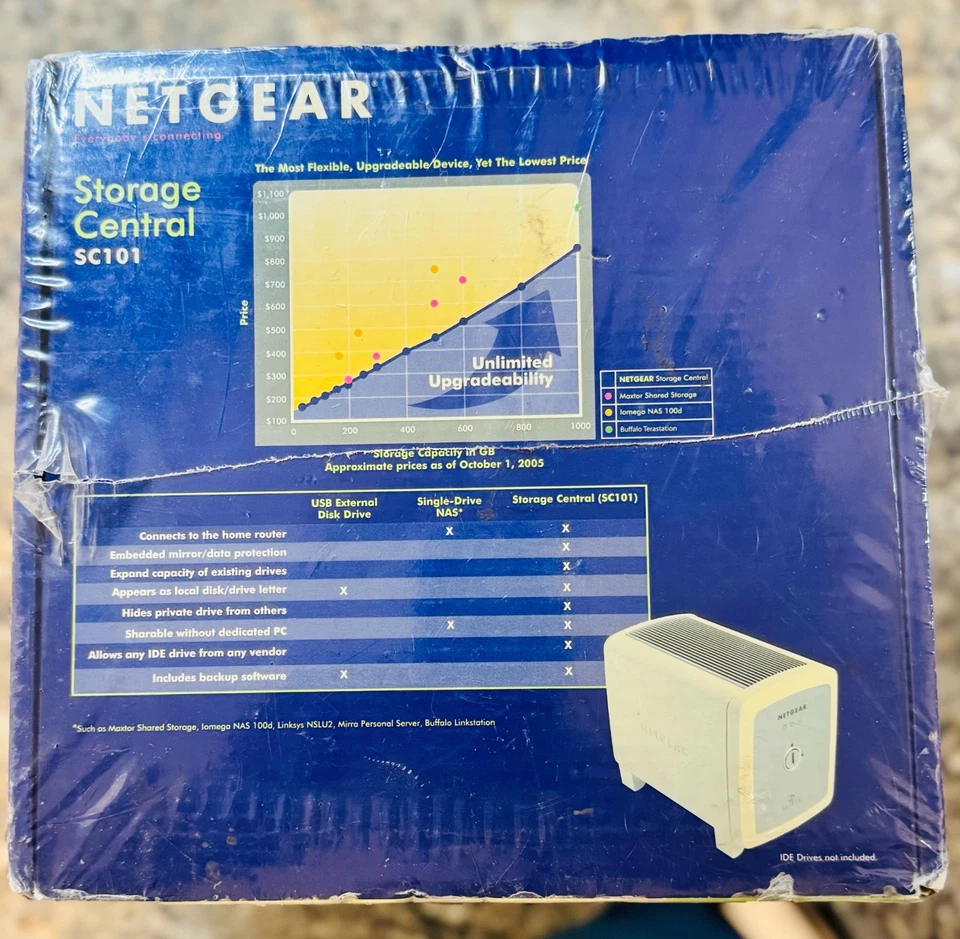 NETGEAR
Everybody's connecting.
Storage
Central
SC101
The Most Flexible, Upgradeable Device, Yet The Lowest Price
Price
$1,100
$1,000
$900
$800
$700
$600
$500
$400
$300
$200
$100
0 200 400 600 800 1000
Unlimited
Upgradeability
NETGEAR Storage Central
Maxtor Shared Storage
Iomega NAS 100d
Buffalo Terastation
Storage Capacity in GB
Approximate prices as of October 1, 2005
USB External Disk Drive Single-Drive NAS* Storage Central (SC101)
Connects to the home router X X
Embedded mirror/data protection X
Expand capacity of existing drives X
Appears as local disk/drive letter X X
Hides private drive from others X
Sharable without dedicated PC X X
Allows any IDE drive from any vendor X
Includes backup software X X
*Such as Maxtor Shared Storage, Iomega NAS 100d, Linksys NSLU2, Mirra Personal Server, Buffalo Linkstation
NETGEAR
NETGEAR
IDE Drives not included.